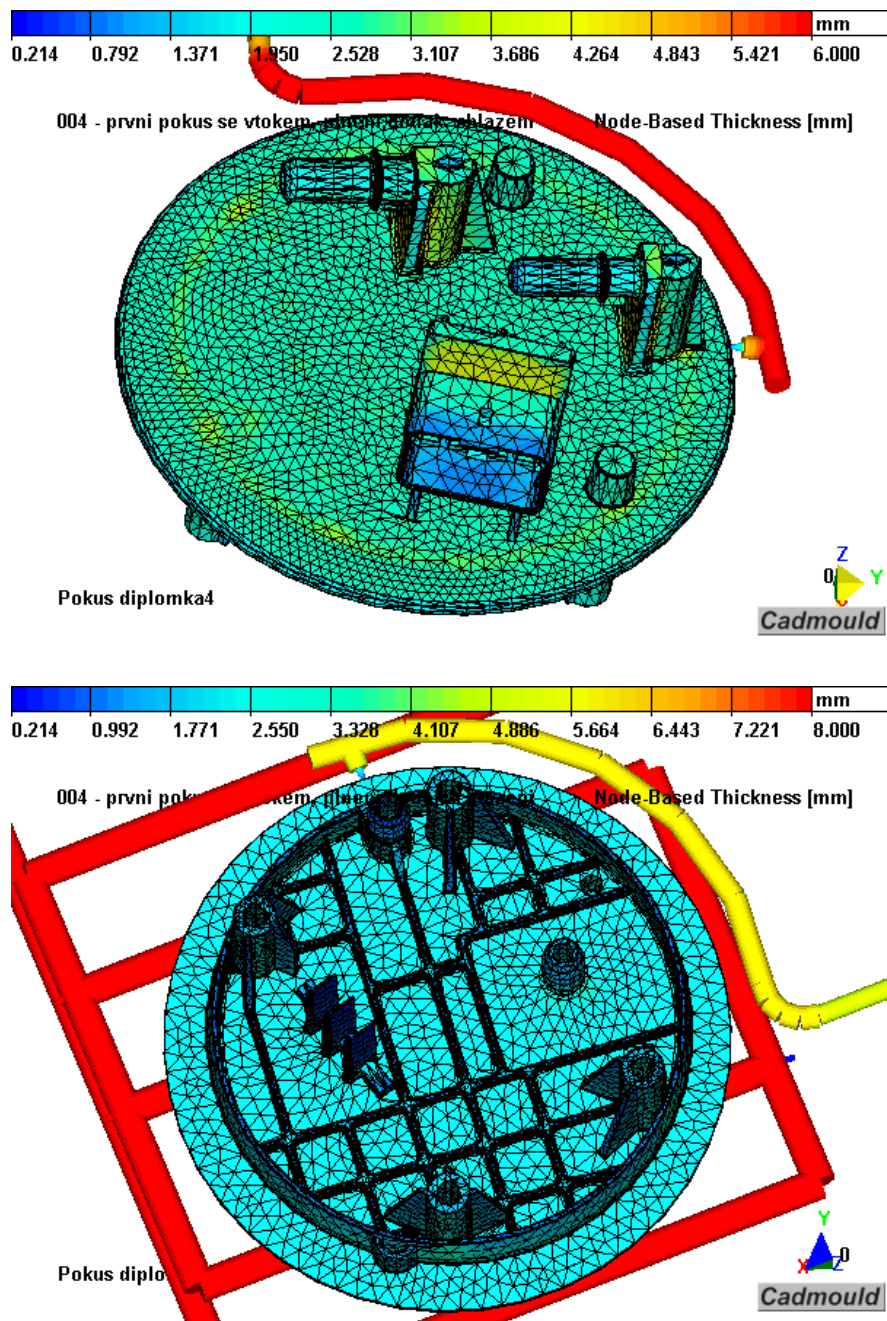 mm
0.214 0.792 1.371 1.950 2.528 3.107 3.686 4.264 4.843 5.421 6.000
004 - prvni pokus se vtokem, chlazeni Node-Based Thickness [mm]
Z
0 Y
X
Pokus diplomka4
Cadmould
mm
0.214 0.992 1.771 2.550 3.328 4.107 4.886 5.664 6.443 7.221 8.000
004 - prvni Node-Based Thickness [mm]
Y
0
X Z
Pokus diplo
Cadmould